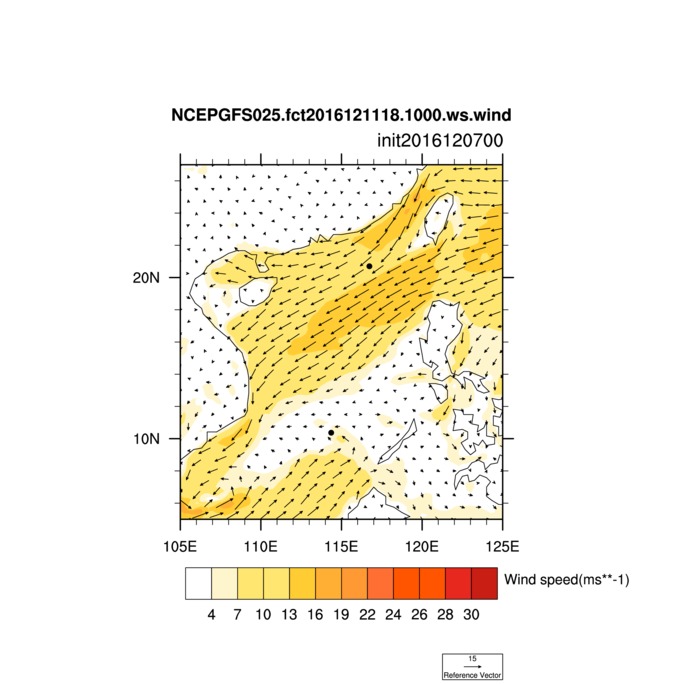 NCEPGFS025.fct2016121118.1000.ws.wind
init2016120700
20N
10N
105E 110E 115E 120E 125E
Wind speed(ms**-1)
4 7 10 13 16 19 22 24 26 28 30
15
Reference Vector